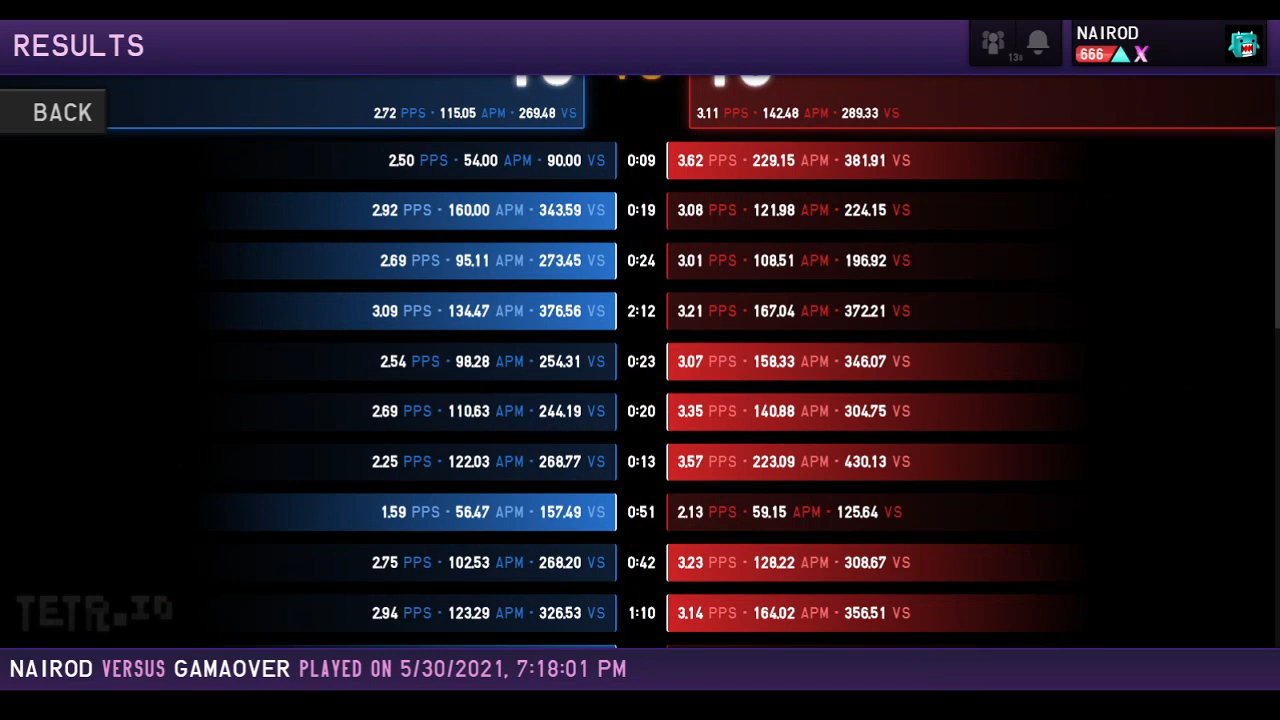 RESULTS
13
NAIROD
666 X
BACK
2.72 PPS · 115.05 APM · 269.48 VS
3.11 PPS · 142.48 APM · 289.33 VS
2.50 PPS · 54.00 APM · 90.00 VS 0:09 3.62 PPS · 229.15 APM · 381.91 VS
2.92 PPS · 160.00 APM · 343.59 VS 0:19 3.08 PPS · 121.98 APM · 224.15 VS
2.69 PPS · 95.11 APM · 273.45 VS 0:24 3.01 PPS · 108.51 APM · 196.92 VS
3.09 PPS · 134.47 APM · 376.56 VS 2:12 3.21 PPS · 167.04 APM · 372.21 VS
2.54 PPS · 98.28 APM · 254.31 VS 0:23 3.07 PPS · 158.33 APM · 346.07 VS
2.69 PPS · 110.63 APM · 244.19 VS 0:20 3.35 PPS · 140.88 APM · 304.75 VS
2.25 PPS · 122.03 APM · 268.77 VS 0:13 3.57 PPS · 223.09 APM · 430.13 VS
1.59 PPS · 56.47 APM · 157.49 VS 0:51 2.13 PPS · 59.15 APM · 125.64 VS
2.75 PPS · 102.53 APM · 268.20 VS 0:42 3.23 PPS · 128.22 APM · 308.67 VS
2.94 PPS · 123.29 APM · 326.53 VS 1:10 3.14 PPS · 164.02 APM · 356.51 VS
TETR.IO
NAIROD VERSUS GAMAOVER PLAYED ON 5/30/2021, 7:18:01 PM